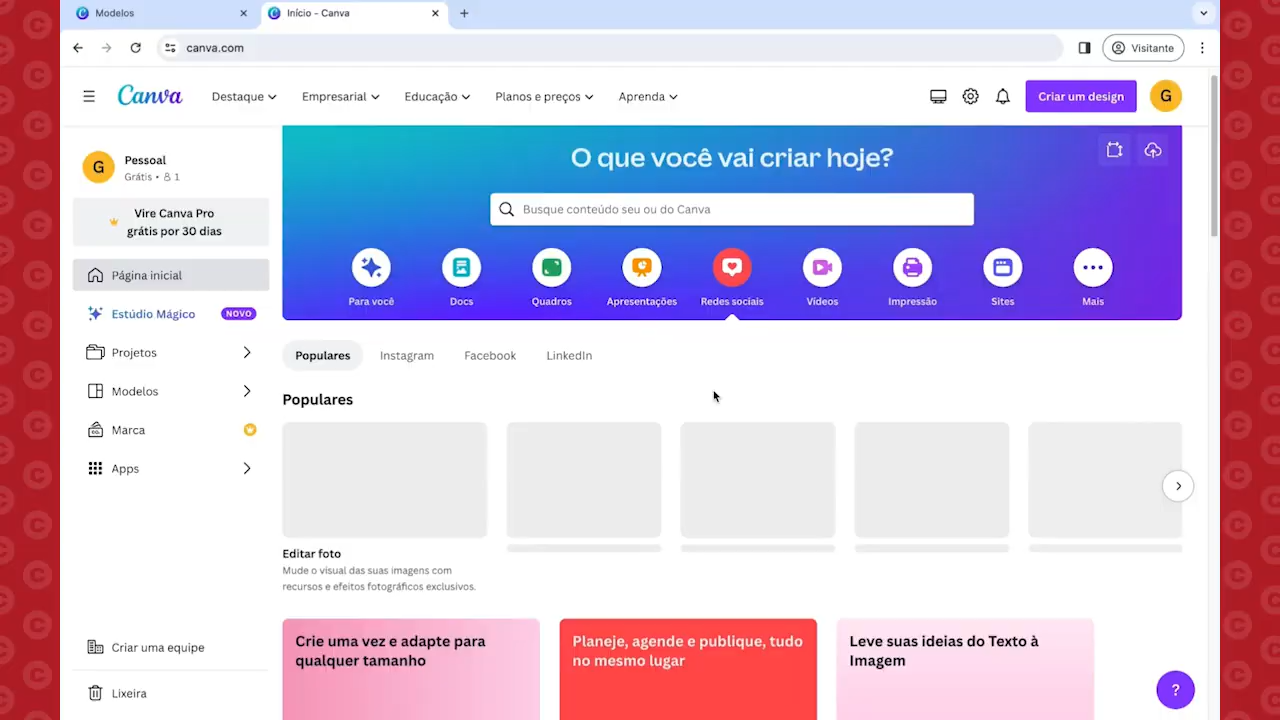 Modelos
Início - Canva
canva.com
Visitante
Canva
Destaque
Empresarial
Educação
Planos e preços
Aprenda
Criar um design
G
G
Pessoal
Grátis • 1
Vire Canva Pro
grátis por 30 dias
Página inicial
Estúdio Mágico
NOVO
Projetos
Modelos
Marca
Apps
Criar uma equipe
Lixeira
O que você vai criar hoje?
Busque conteúdo seu ou do Canva
Para você
Docs
Quadros
Apresentações
Redes sociais
Vídeos
Impressão
Sites
Mais
Populares
Instagram
Facebook
LinkedIn
Populares
Editar foto
Mude o visual das suas imagens com
recursos e efeitos fotográficos exclusivos.
Crie uma vez e adapte para
qualquer tamanho
Planeje, agende e publique, tudo
no mesmo lugar
Leve suas ideias do Texto à
Imagem
?